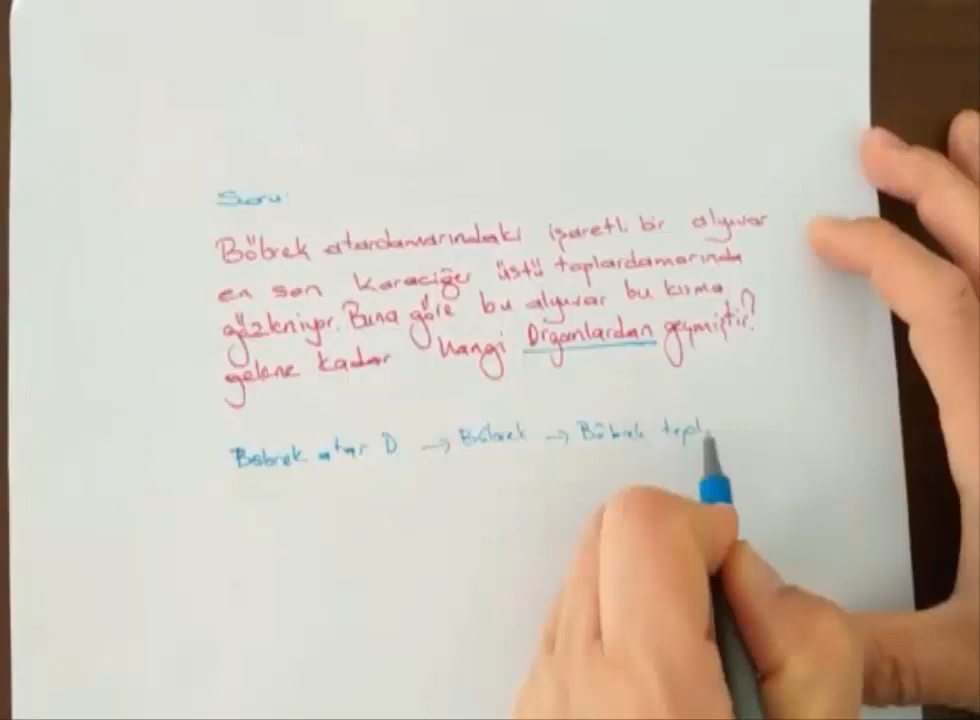 Soru
Böbrek atardamarındaki işaretli bir alyuvar
en son Karaciğer üstü toplardamarında
gözleniyor. Buna göre bu alyuvar bu kısma
gelene kadar hangi Organlardan geçmiştir?
Böbrek atar D → Böbrek → Böbrek topl